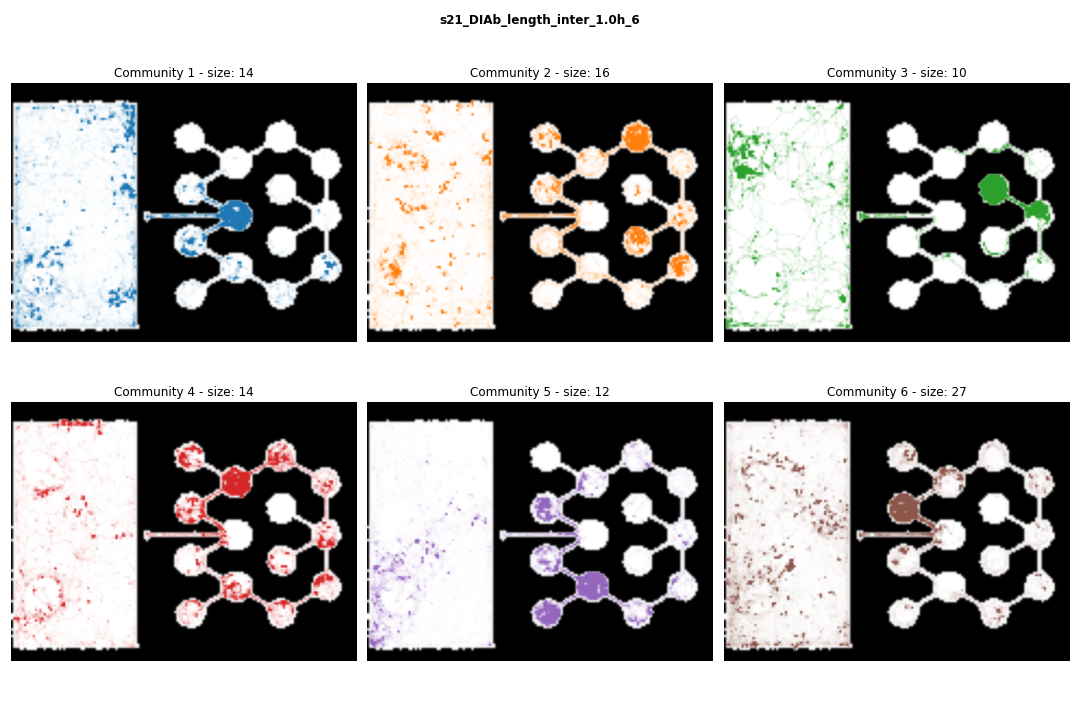 s21_DIAb_length_inter_1.0h_6
Community 1 - size: 14
Community 2 - size: 16
Community 3 - size: 10
Community 4 - size: 14
Community 5 - size: 12
Community 6 - size: 27